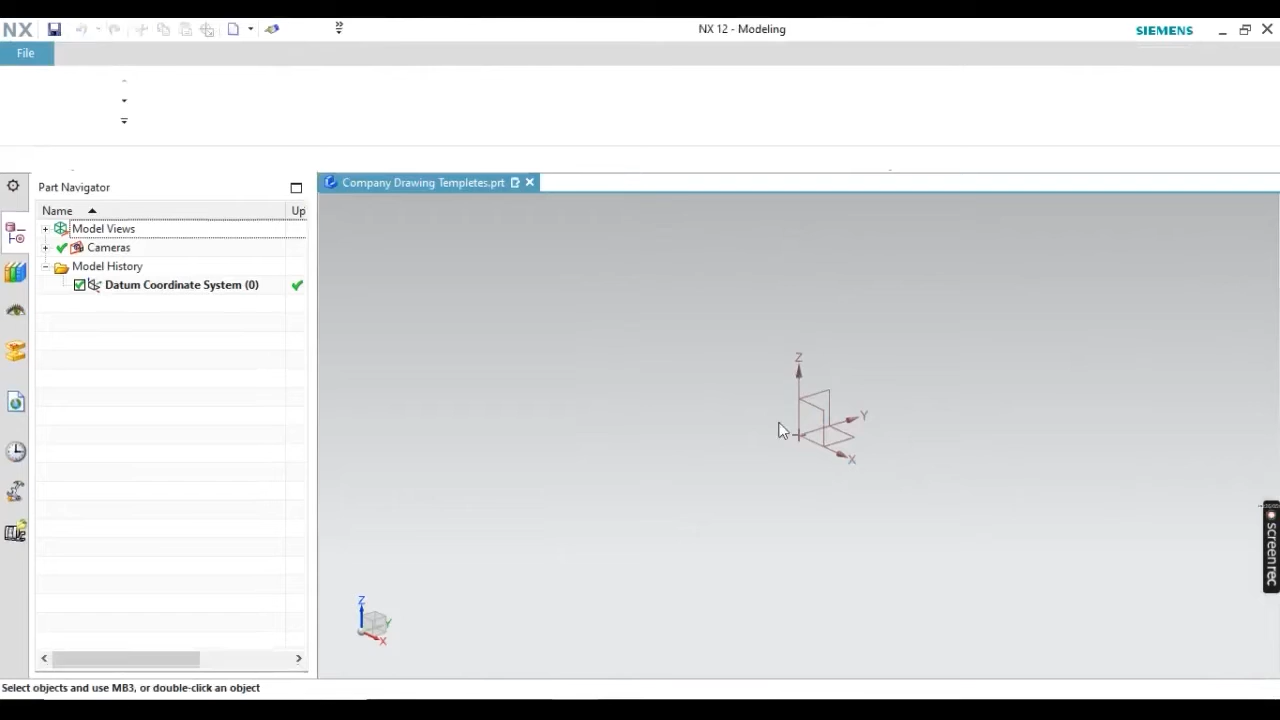 NX
NX 12 - Modeling
SIEMENS
File
Part Navigator
Company Drawing Templetes.prt
Name
Up
Model Views
Cameras
Model History
Datum Coordinate System (0)
Z
Y
X
Z
Y
X
screenrec
Select objects and use MB3, or double-click an object